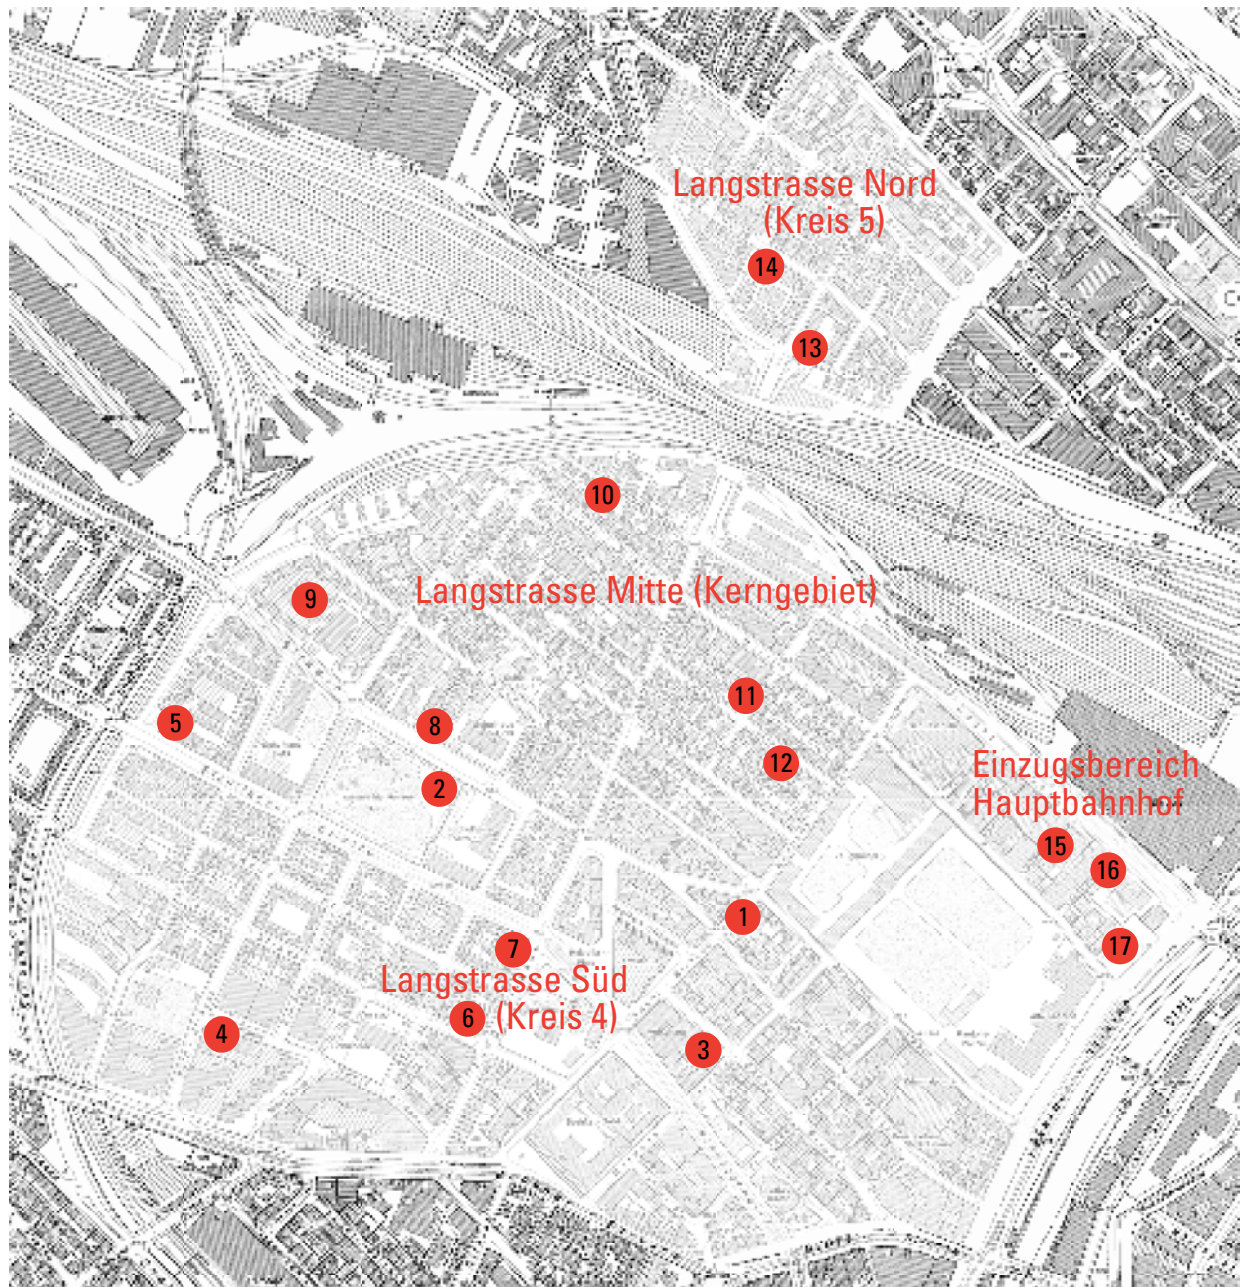 Langstrasse Nord
(Kreis 5)
14
13
10
Langstrasse Mitte (Kerngebiet)
9
11
5
8
12
2
Einzugsbereich
Hauptbahnhof
15
16
1
17
7
Langstrasse Süd
6 (Kreis 4)
4
3